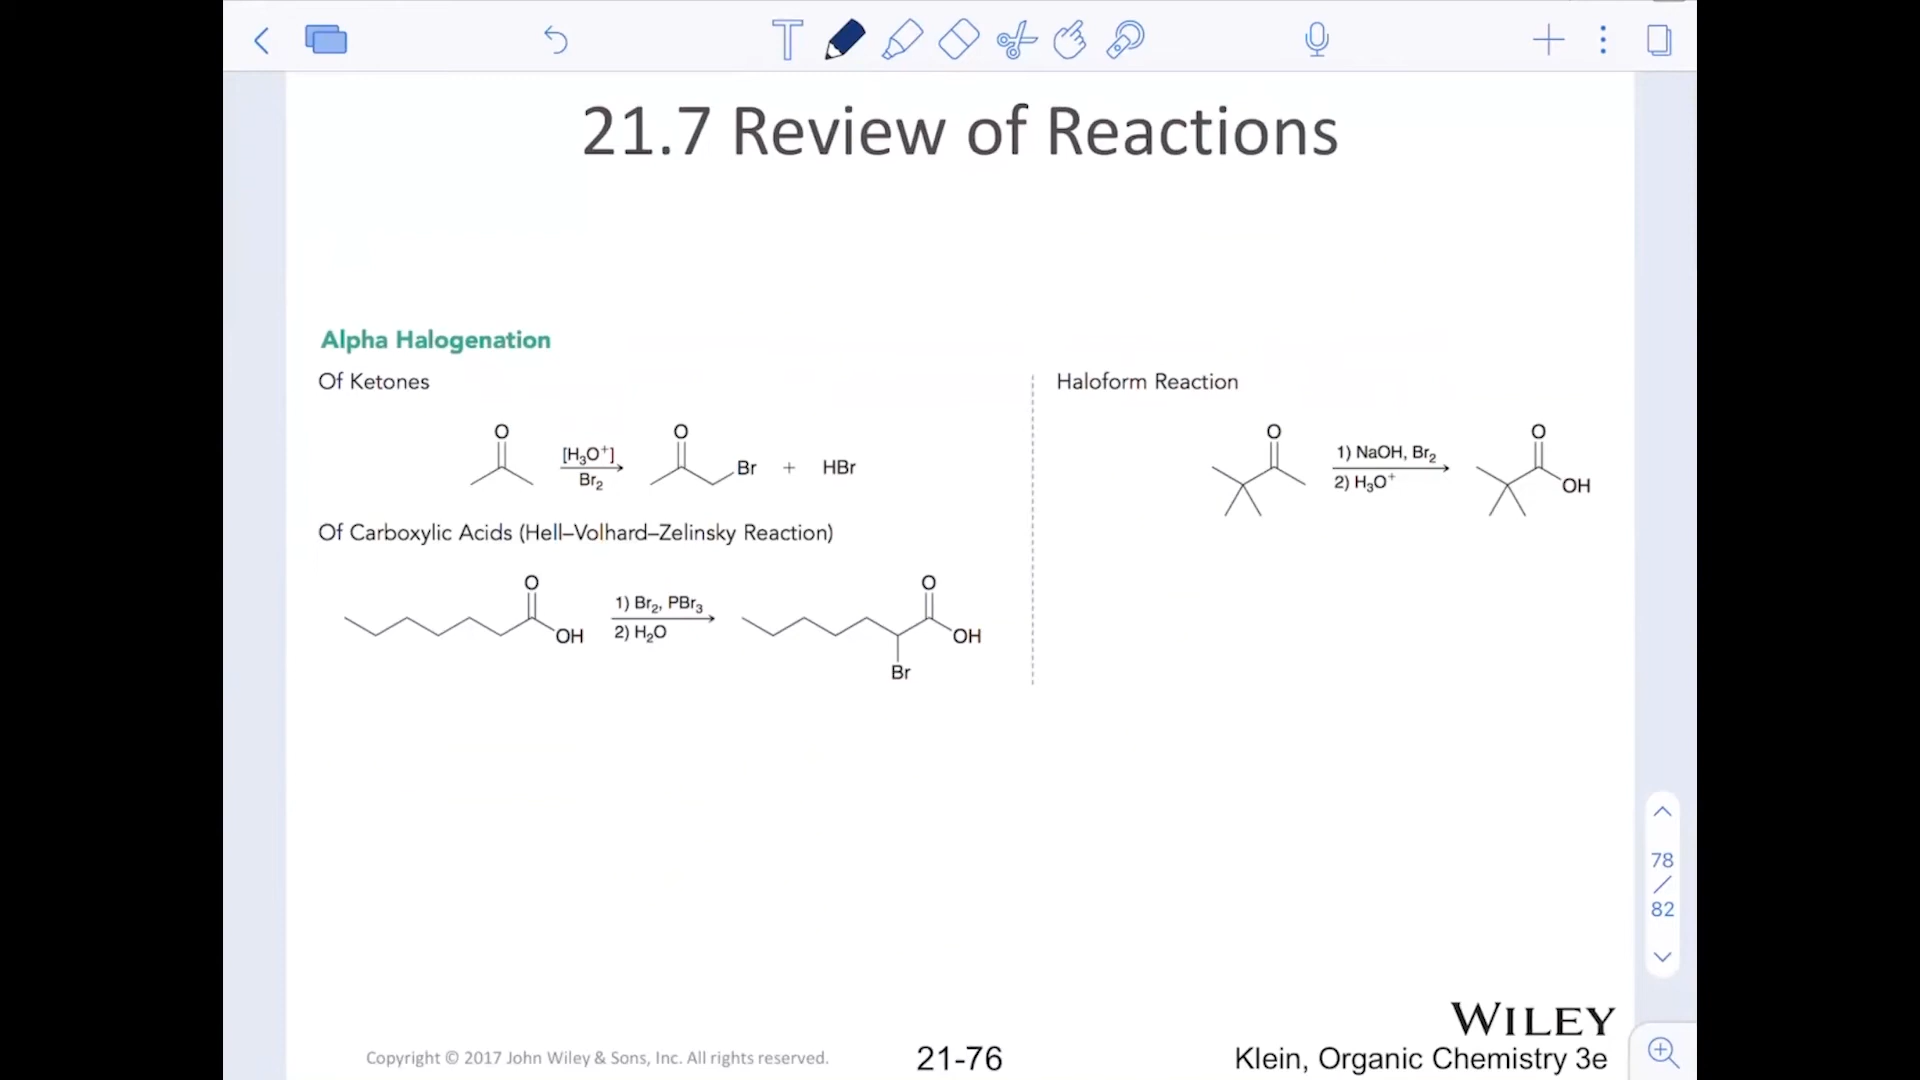 T
21.7 Review of Reactions
Alpha Halogenation
Of Ketones
O
[H₃O⁺]
Br₂
O
Br + HBr
Of Carboxylic Acids (Hell–Volhard–Zelinsky Reaction)
O
OH
1) Br₂, PBr₃
2) H₂O
O
OH
Br
Haloform Reaction
O
1) NaOH, Br₂
2) H₃O⁺
O
OH
78
/
82
WILEY
Copyright © 2017 John Wiley & Sons, Inc. All rights reserved.
21-76
Klein, Organic Chemistry 3e